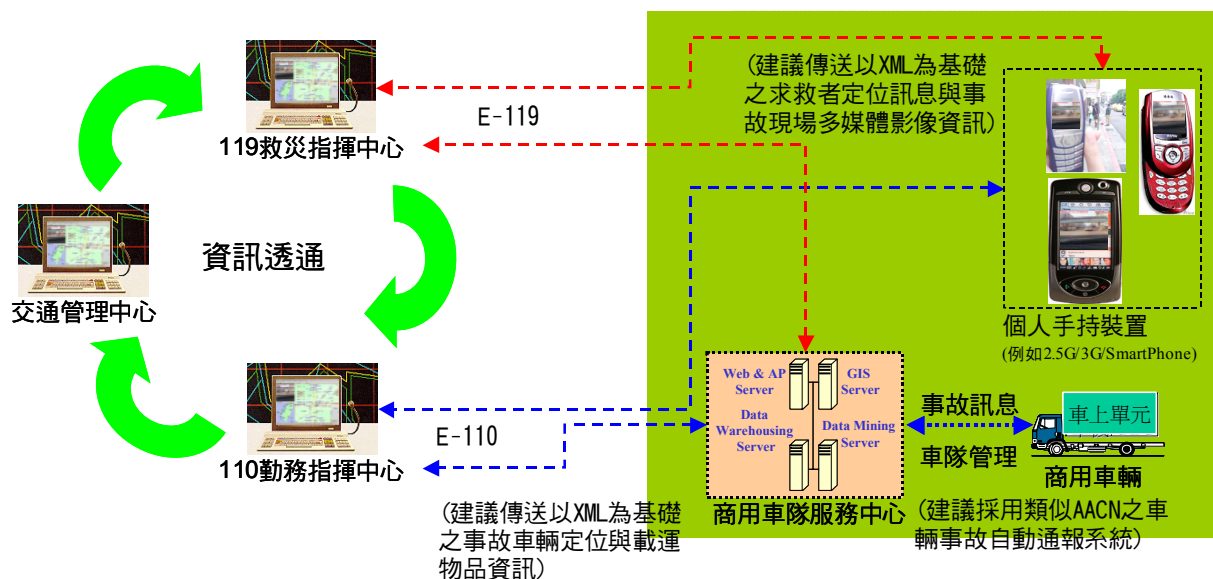 (建議傳送以XML為基礎
之求救者定位訊息與事
故現場多媒體影像資訊)
E-119
119救災指揮中心
資訊透通
交通管理中心
個人手持裝置
(例如2.5G/3G/SmartPhone)
Web & AP
Server
GIS
Server
Data
Warehousing
Server
Data Mining
Server
事故訊息
車隊管理
車上單元
商用車輛
E-110
110勤務指揮中心
商用車隊服務中心
(建議傳送以XML為基礎
之事故車輛定位與載運
物品資訊)
(建議採用類似AACN之車
輛事故自動通報系統)